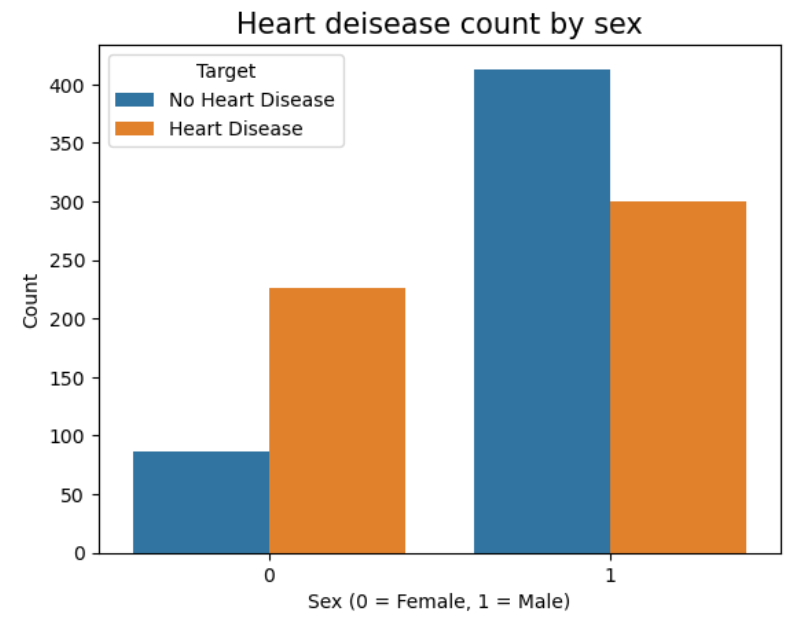 Heart deisease count by sex
Target
No Heart Disease
Heart Disease
400
350
300
250
200
150
100
50
0
Count
0 1
Sex (0 = Female, 1 = Male)